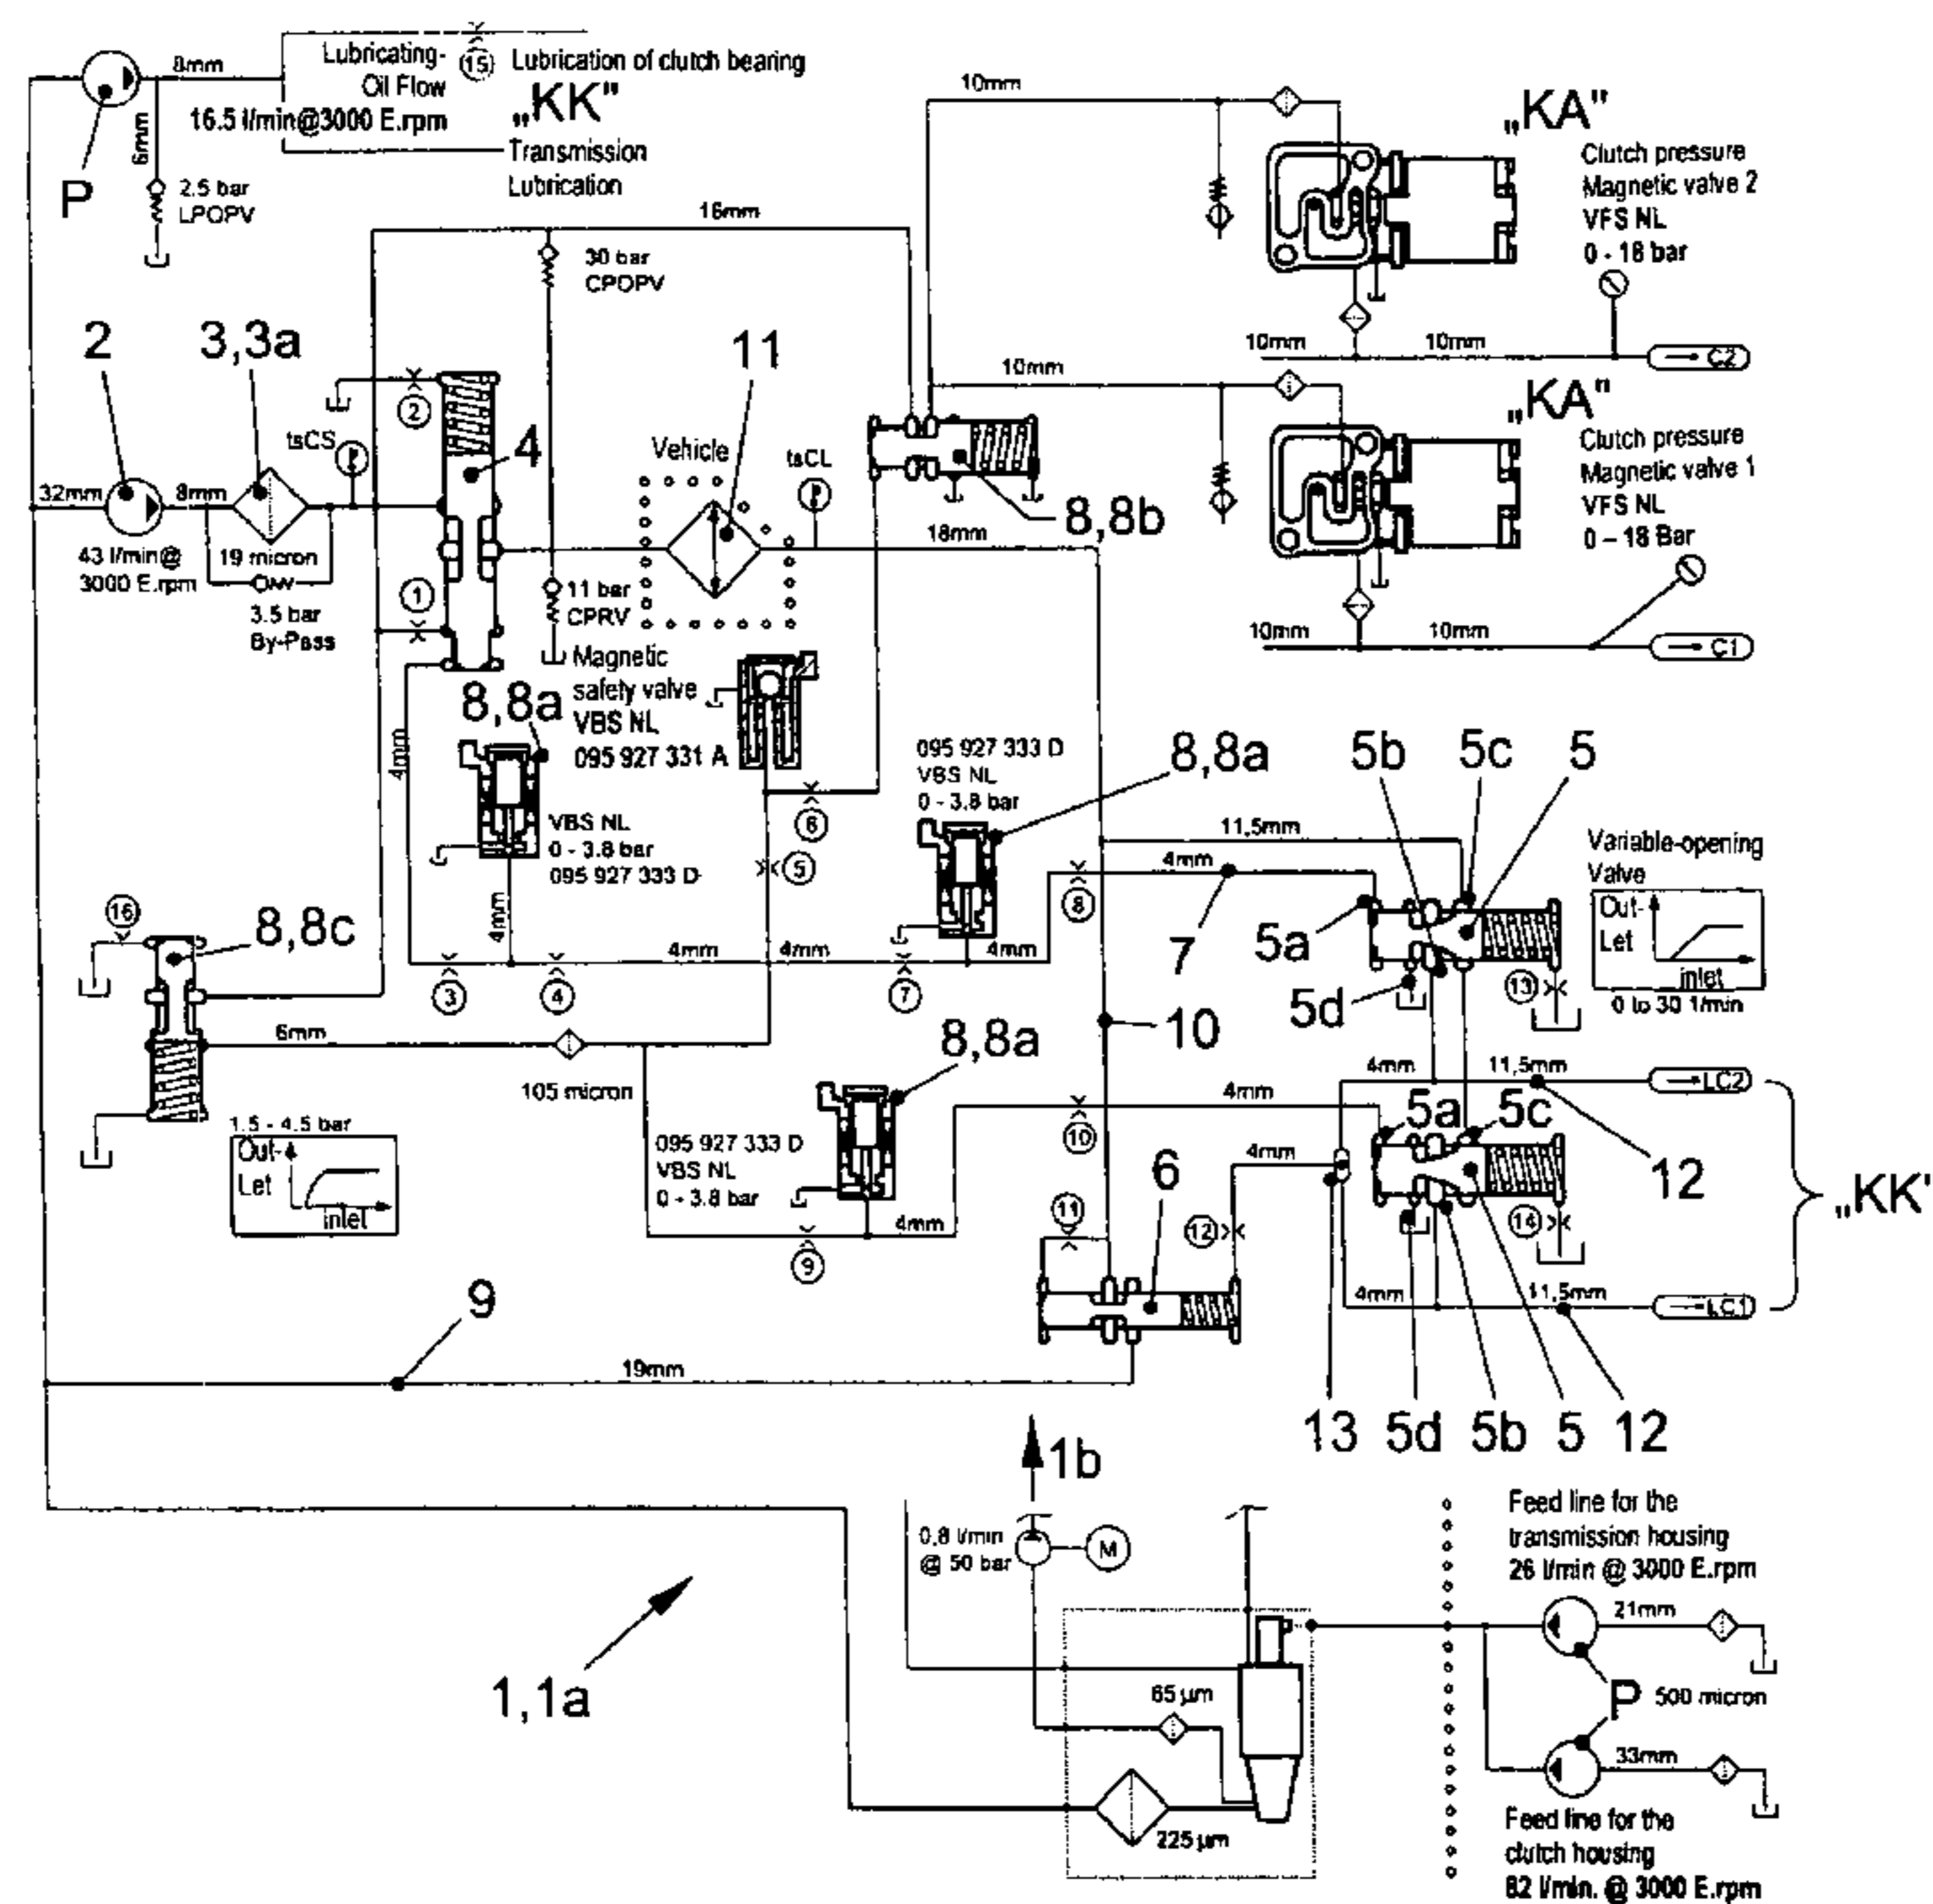 8mm
Lubricating-
Oil Flow
16.5 l/min@3000 E.rpm
15
Lubrication of clutch bearing
„KK"
Transmission
Lubrication
P
6mm
2.5 bar
LPOPV
16mm
30 bar
CPOPV
10mm
„KA"
Clutch pressure
Magnetic valve 2
VFS NL
0 - 18 bar
10mm
10mm
C2
2
3,3a
11
10mm
„KA"
Clutch pressure
Magnetic valve 1
VFS NL
0 – 18 Bar
10mm
10mm
C1
2
tsCS
4
Vehicle
tsCL
8,8b
32mm
8mm
18mm
43 l/min@
3000 E.rpm
19 micron
3.5 bar
By-Pass
1
11 bar
CPRV
Magnetic
safety valve
VBS NL
095 927 331 A
8,8a
4mm
VBS NL
0 - 3.8 bar
095 927 333 D
6
5
095 927 333 D
VBS NL
0 - 3.8 bar
8,8a
5b
5c
5
11,5mm
Variable-opening
Valve
Out-
Let
inlet
0 to 30 1/min
4mm
8
7
5a
5d
13
16
8,8c
4mm
4mm
4mm
4mm
3
4
7
10
6mm
105 micron
8,8a
4mm
11,5mm
LC2
4mm
5a
5c
10
12
1.5 - 4.5 bar
Out-
Let
inlet
095 927 333 D
VBS NL
0 - 3.8 bar
4mm
6
4mm
„KK'
9
11
12
14
4mm
11,5mm
LC1
9
19mm
13
5d
5b
5
12
1b
0,8 l/min
@ 50 bar
M
Feed line for the
transmission housing
26 l/min @ 3000 E.rpm
21mm
1,1a
65 µm
P
500 micron
33mm
225 µm
Feed line for the
clutch housing
82 l/min. @ 3000 E.rpm